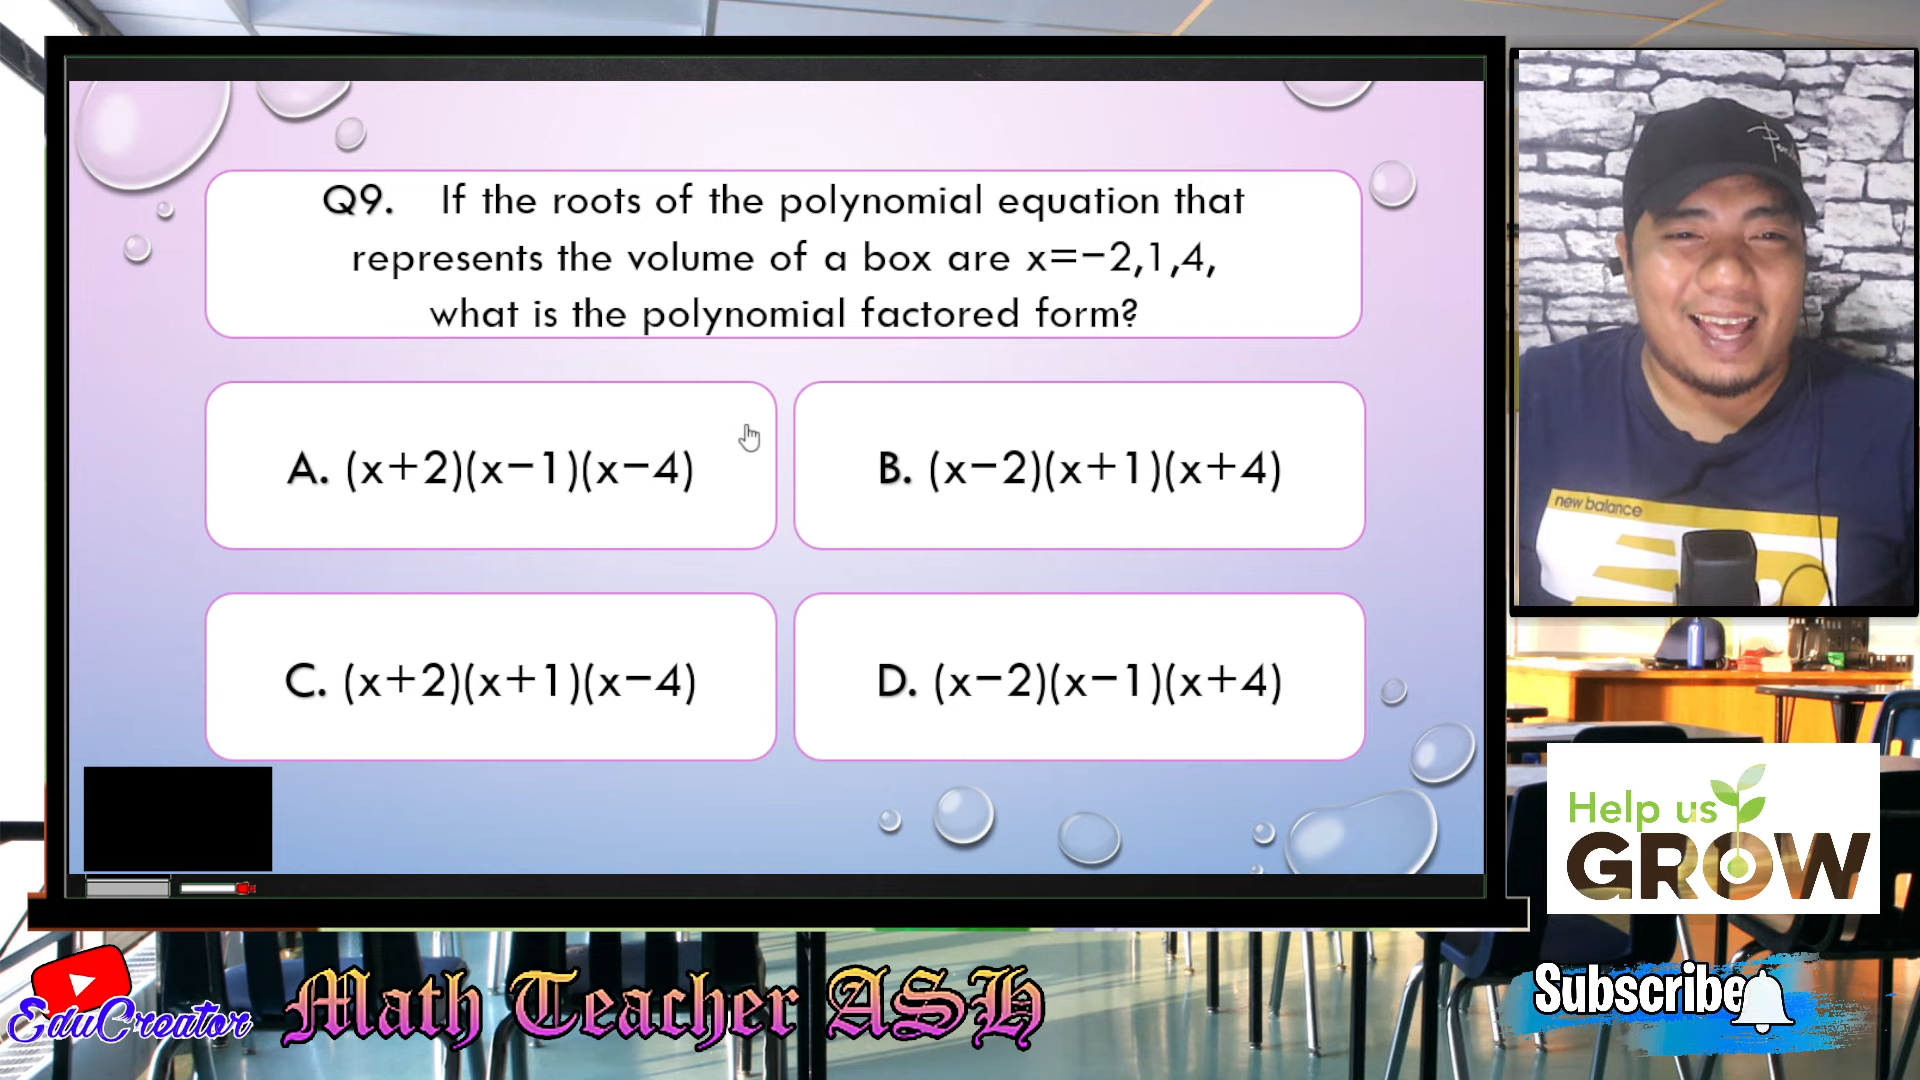 Q9. If the roots of the polynomial equation that
represents the volume of a box are x=−2,1,4,
what is the polynomial factored form?
A. (x+2)(x−1)(x−4)
B. (x−2)(x+1)(x+4)
C. (x+2)(x+1)(x−4)
D. (x−2)(x−1)(x+4)
new balance
Help us
GROW
EduCreator
Math Teacher ASH
Subscribe